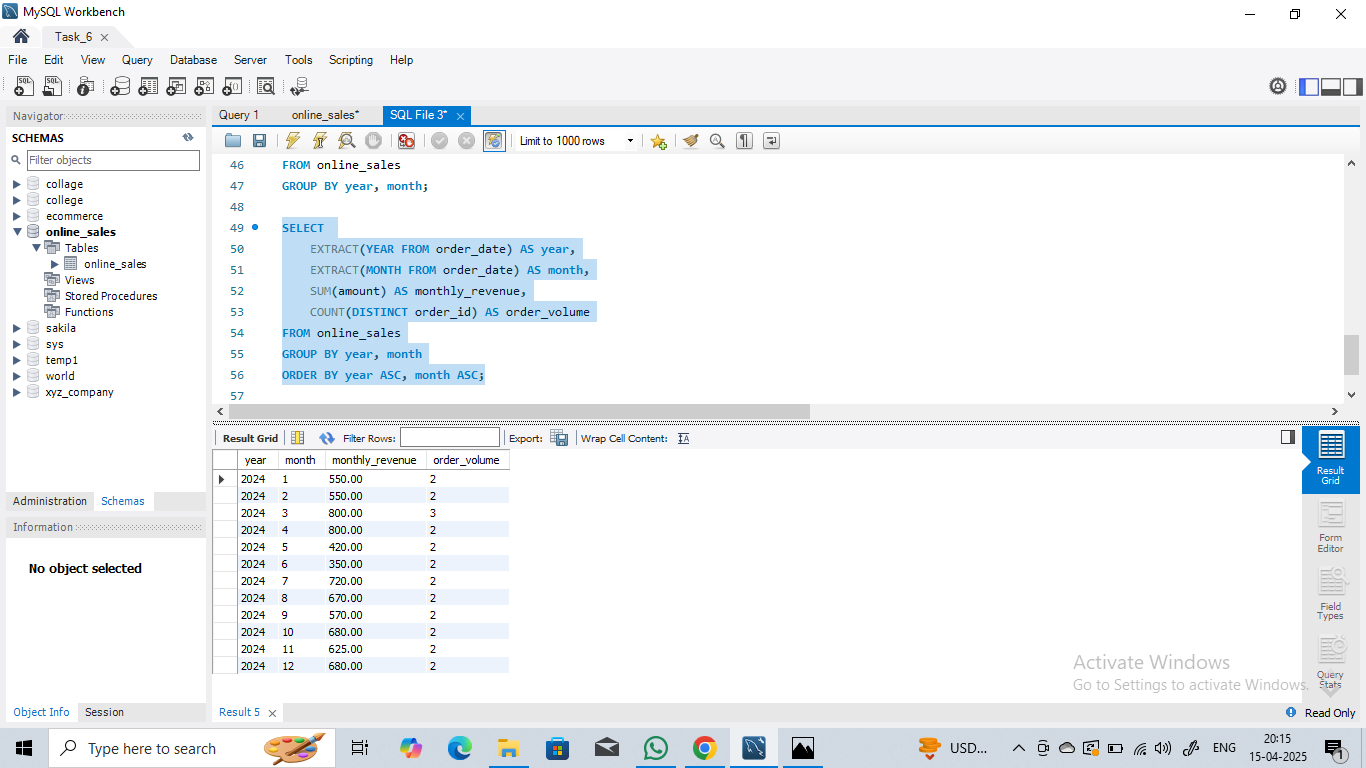 MySQL Workbench
Task_6
File Edit View Query Database Server Tools Scripting Help
Navigator
SCHEMAS
Filter objects
collage
college
ecommerce
online_sales
Tables
online_sales
Views
Stored Procedures
Functions
sakila
sys
temp1
world
xyz_company
Administration Schemas
Information
No object selected
Object Info Session
Query 1 online_sales* SQL File 3*
Limit to 1000 rows
46 FROM online_sales
47 GROUP BY year, month;
48
49 SELECT
50 EXTRACT(YEAR FROM order_date) AS year,
51 EXTRACT(MONTH FROM order_date) AS month,
52 SUM(amount) AS monthly_revenue,
53 COUNT(DISTINCT order_id) AS order_volume
54 FROM online_sales
55 GROUP BY year, month
56 ORDER BY year ASC, month ASC;
57
Result Grid Filter Rows: Export: Wrap Cell Content:
year month monthly_revenue order_volume
2024 1 550.00 2
2024 2 550.00 2
2024 3 800.00 3
2024 4 800.00 2
2024 5 420.00 2
2024 6 350.00 2
2024 7 720.00 2
2024 8 670.00 2
2024 9 570.00 2
2024 10 680.00 2
2024 11 625.00 2
2024 12 680.00 2
Result
Grid
Form
Editor
Field
Types
Query
Stats
Activate Windows
Go to Settings to activate Windows.
Result 5
Read Only
Type here to search
USD...
ENG
20:15
15-04-2025
1